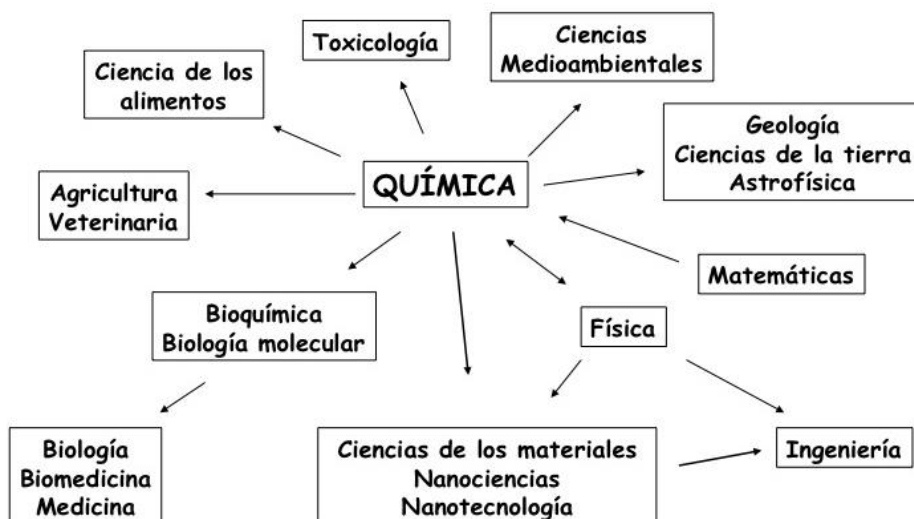 Toxicología
Ciencias
Medioambientales
Ciencia de los
alimentos
Geología
Ciencias de la tierra
Astrofísica
QUÍMICA
Agricultura
Veterinaria
Matemáticas
Bioquímica
Biología molecular
Física
Biología
Biomedicina
Medicina
Ciencias de los materiales
Nanociencias
Nanotecnología
Ingeniería